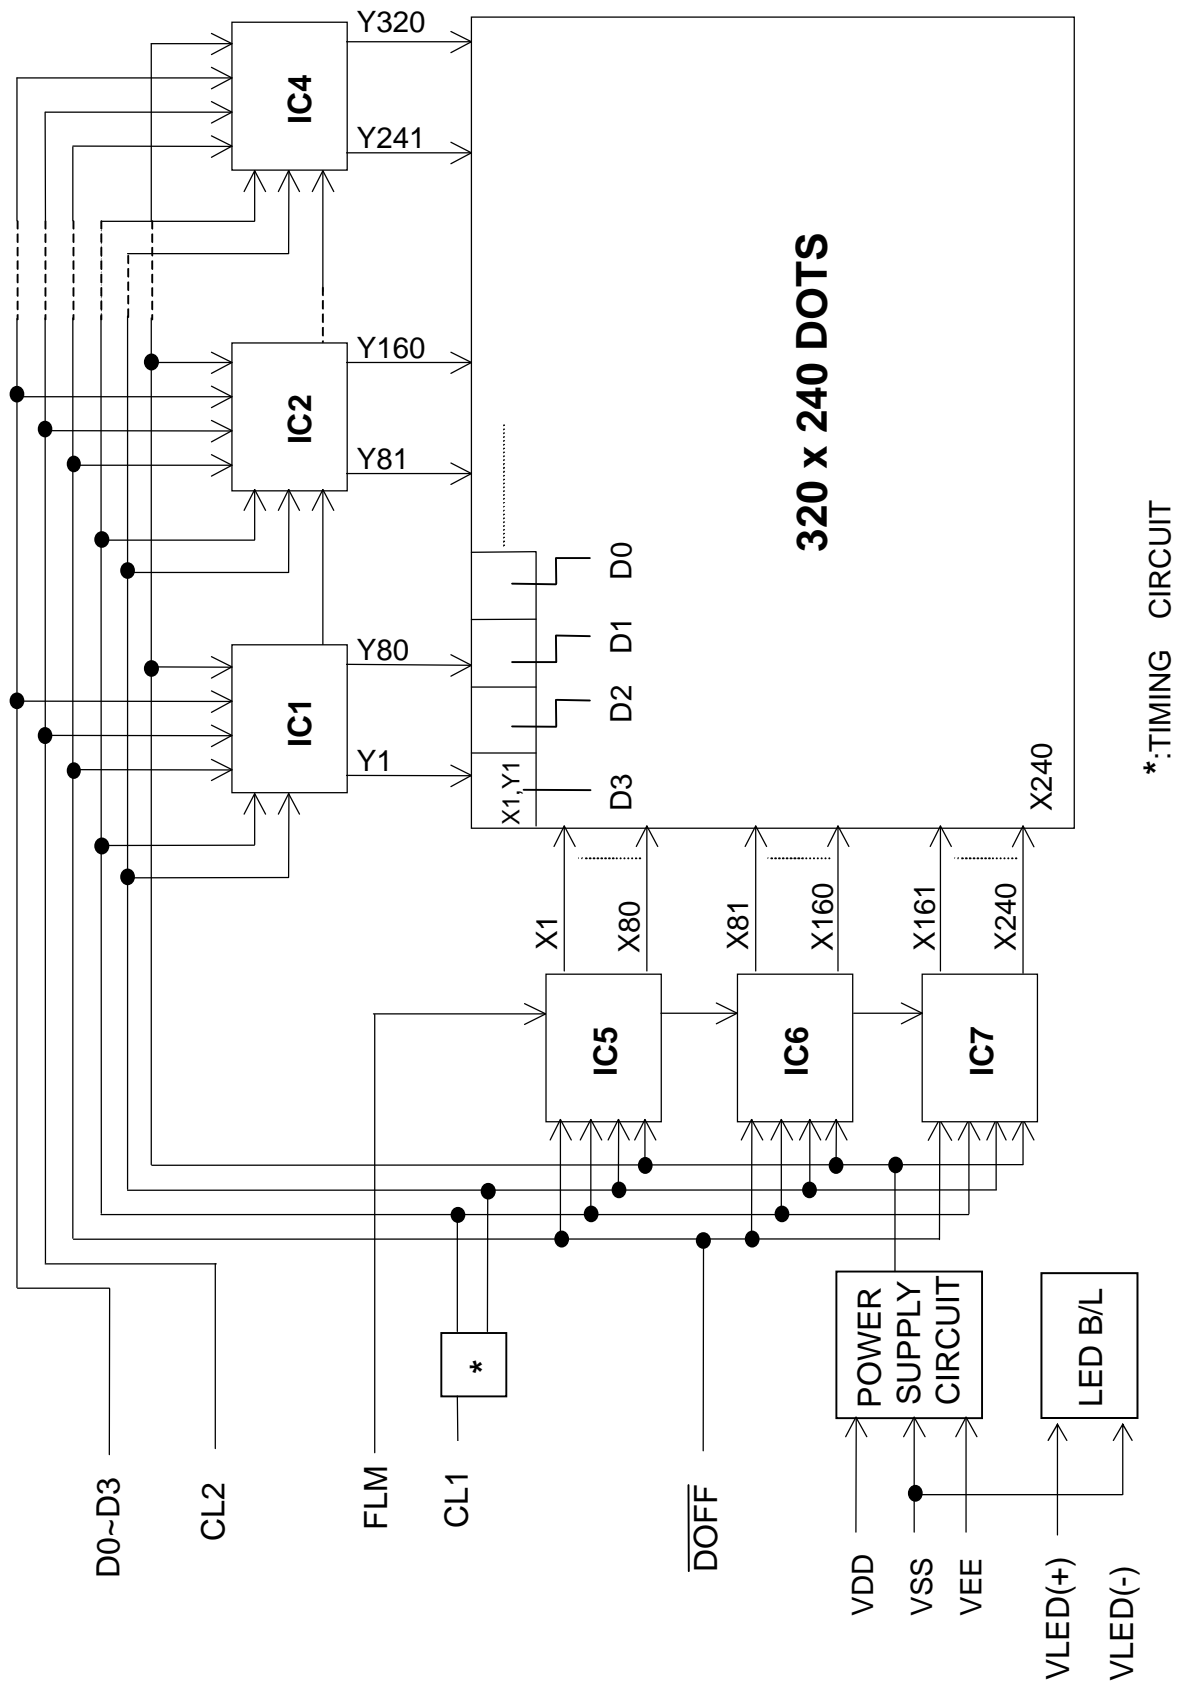 Y320
Y241
IC4
Y160
Y81
IC2
Y80
Y1
IC1
320 x 240 DOTS
D0
D1
D2
D3
X1,Y1
X240
X1
X80
X81
X160
X161
X240
IC5
IC6
IC7
*
POWER
SUPPLY
CIRCUIT
LED B/L
D0~D3
CL2
FLM
CL1
DOFF
VDD
VSS
VEE
VLED(+)
VLED(-)
*:TIMING CIRCUIT